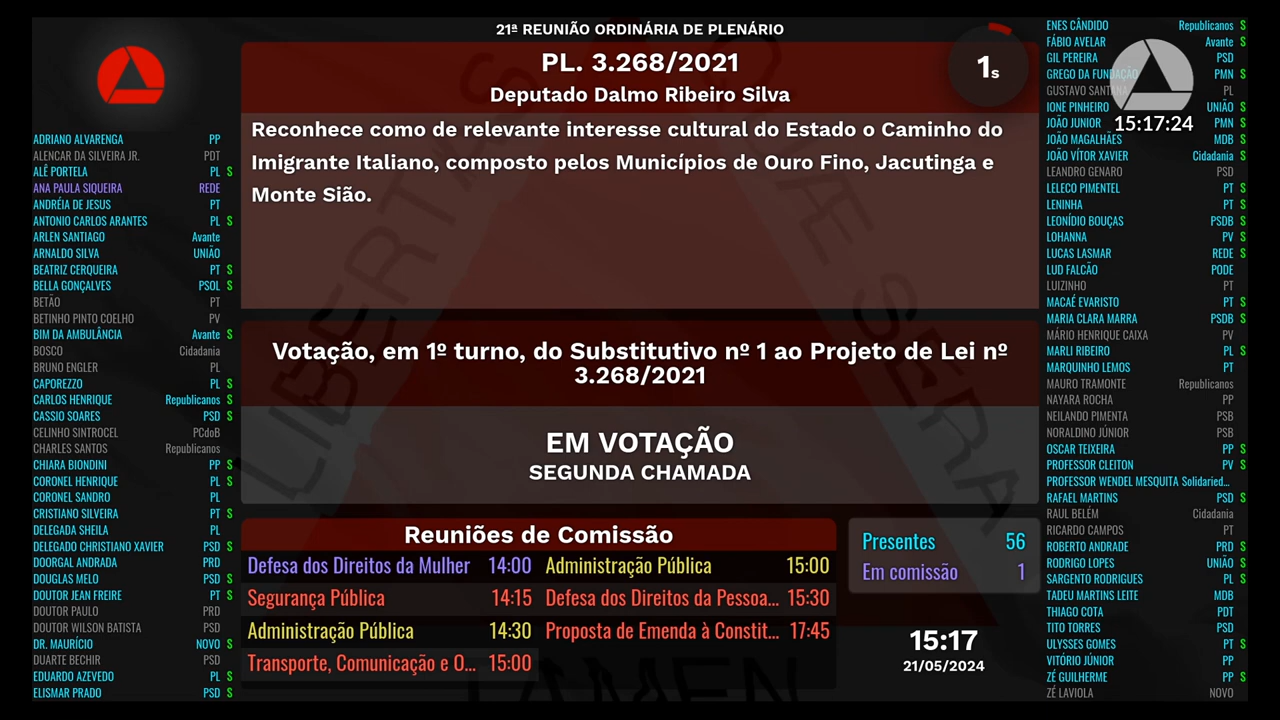 21ª REUNIÃO ORDINÁRIA DE PLENÁRIO
PL. 3.268/2021
Deputado Dalmo Ribeiro Silva
1s
15:17:24
Reconhece como de relevante interesse cultural do Estado o Caminho do
Imigrante Italiano, composto pelos Municípios de Ouro Fino, Jacutinga e
Monte Sião.
Votação, em 1º turno, do Substitutivo nº 1 ao Projeto de Lei nº
3.268/2021
EM VOTAÇÃO
SEGUNDA CHAMADA
Reuniões de Comissão
Defesa dos Direitos da Mulher 14:00 Administração Pública 15:00
Segurança Pública 14:15 Defesa dos Direitos da Pessoa... 15:30
Administração Pública 14:30 Proposta de Emenda à Constit... 17:45
Transporte, Comunicação e O... 15:00
Presentes 56
Em comissão 1
15:17
21/05/2024
ADRIANO ALVARENGA PP
ALENCAR DA SILVEIRA JR. PDT
ALÊ PORTELA PL S
ANA PAULA SIQUEIRA REDE
ANDRÉIA DE JESUS PT
ANTONIO CARLOS ARANTES PL S
ARLEN SANTIAGO Avante
ARNALDO SILVA UNIÃO
BEATRIZ CERQUEIRA PT S
BELLA GONÇALVES PSOL S
BETÃO PT
BETINHO PINTO COELHO PV
BIM DA AMBULÂNCIA Avante S
BOSCO Cidadania
BRUNO ENGLER PL
CAPOREZZO PL S
CARLOS HENRIQUE Republicanos S
CASSIO SOARES PSD S
CELINHO SINTROCEL PCdoB
CHARLES SANTOS Republicanos
CHIARA BIONDINI PP S
CORONEL HENRIQUE PL S
CORONEL SANDRO PL
CRISTIANO SILVEIRA PT S
DELEGADA SHEILA PL
DELEGADO CHRISTIANO XAVIER PSD S
DOORGAL ANDRADA PRD
DOUGLAS MELO PSD S
DOUTOR JEAN FREIRE PT S
DOUTOR PAULO PRD
DOUTOR WILSON BATISTA PSD
DR. MAURÍCIO NOVO S
DUARTE BECHIR PSD
EDUARDO AZEVEDO PL S
ELISMAR PRADO PSD S
ENES CÂNDIDO Republicanos S
FÁBIO AVELAR Avante S
GIL PEREIRA PSD
GREGO DA FUNDAÇÃO PMN S
GUSTAVO SANTANA PL
IONE PINHEIRO UNIÃO S
JOÃO JUNIOR PMN S
JOÃO MAGALHÃES MDB S
JOÃO VÍTOR XAVIER Cidadania S
LEANDRO GENARO PSD
LELECO PIMENTEL PT S
LENINHA PT S
LEONÍDIO BOUÇAS PSDB S
LOHANNA PV S
LUCAS LASMAR REDE S
LUD FALCÃO PODE
LUIZINHO PT
MACAÉ EVARISTO PT S
MARIA CLARA MARRA PSDB S
MÁRIO HENRIQUE CAIXA PV
MARLI RIBEIRO PL S
MARQUINHO LEMOS PT
MAURO TRAMONTE Republicanos
NAYARA ROCHA PP
NEILANDO PIMENTA PSB
NORALDINO JÚNIOR PSB
OSCAR TEIXEIRA PP S
PROFESSOR CLEITON PV S
PROFESSOR WENDEL MESQUITA Solidaried...
RAFAEL MARTINS PSD S
RAUL BELÉM Cidadania
RICARDO CAMPOS PT
ROBERTO ANDRADE PRD S
RODRIGO LOPES UNIÃO S
SARGENTO RODRIGUES PL S
TADEU MARTINS LEITE MDB
THIAGO COTA PDT
TITO TORRES PSD
ULYSSES GOMES PT S
VITÓRIO JÚNIOR PP
ZÉ GUILHERME PP S
ZÉ LAVIOLA NOVO